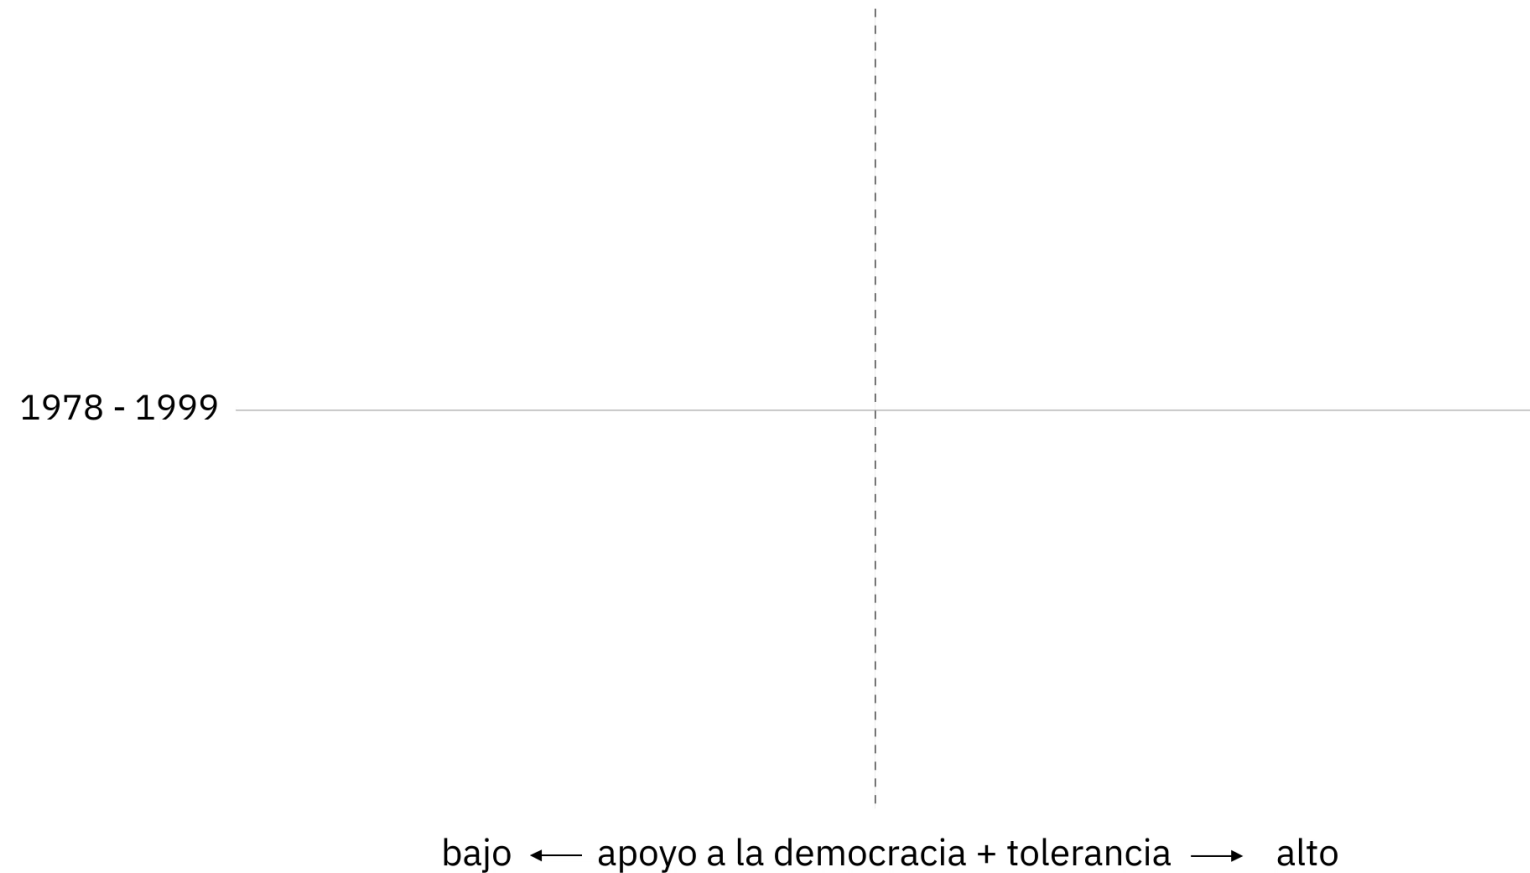 1978 - 1999
bajo ← apoyo a la democracia + tolerancia → alto